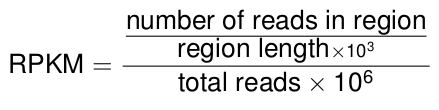 number of reads in region
region length×10³
RPKM =
total reads × 10⁶